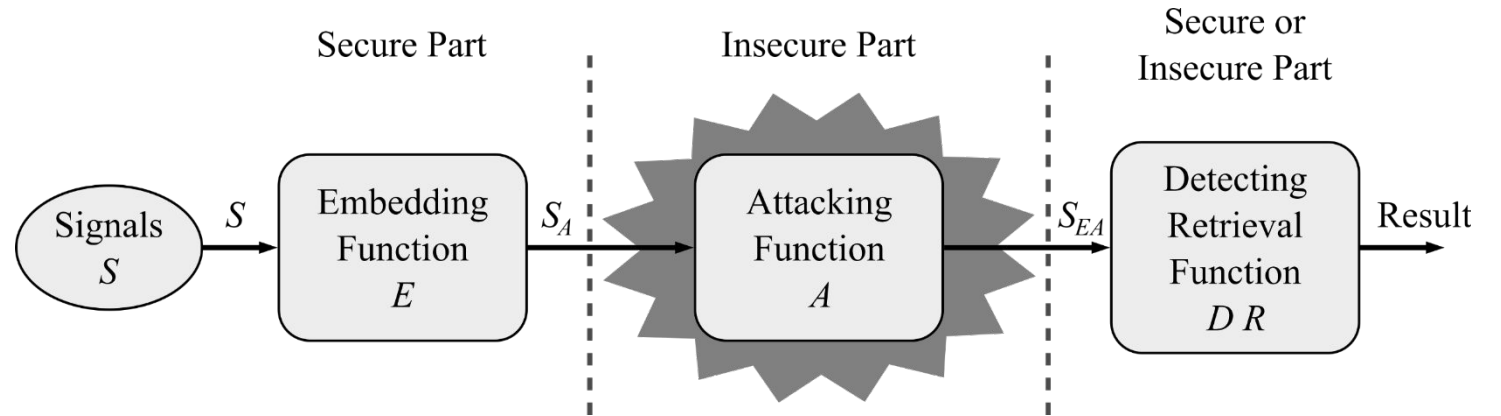 Secure Part
Insecure Part
Secure or
Insecure Part
Signals
S
S
Embedding
Function
E
S_A
Attacking
Function
A
S_EA
Detecting
Retrieval
Function
D R
Result